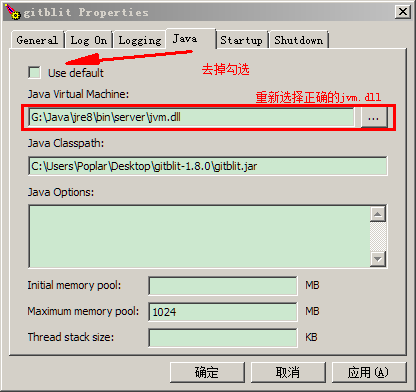 gitblit Properties
General
Log On
Logging
Java
Startup
Shutdown
Use default
去掉勾选
Java Virtual Machine:
重新选择正确的jvm.dll
G:\Java\jre8\bin\server\jvm.dll
...
Java Classpath:
C:\Users\Poplar\Desktop\gitblit-1.8.0\gitblit.jar
Java Options:
Initial memory pool:
MB
Maximum memory pool:
1024
MB
Thread stack size:
KB
确定
取消
应用(A)